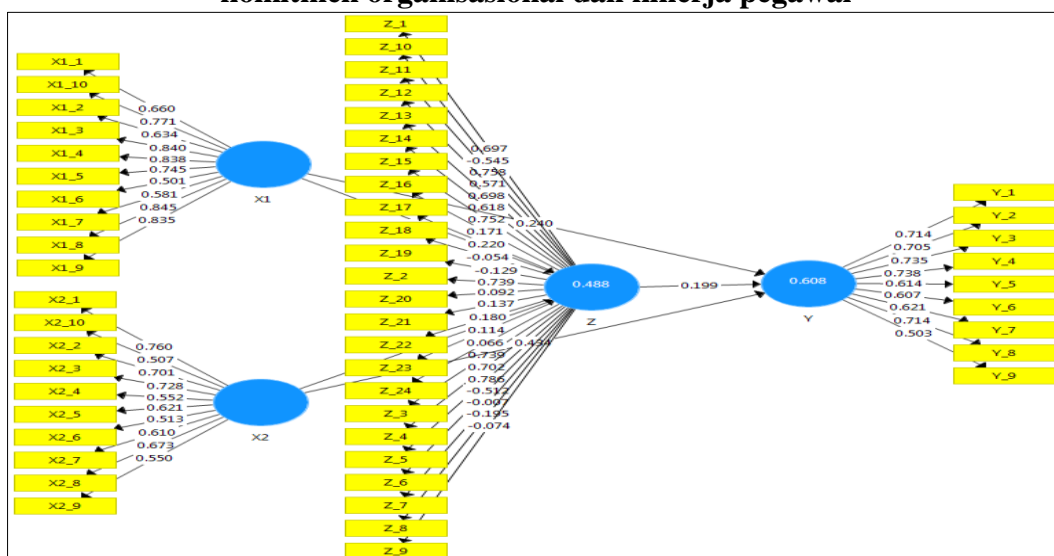 komitmen organisasional dan kinerja pegawai
X1_1
X1_10
X1_2
X1_3
X1_4
X1_5
X1_6
X1_7
X1_8
X1_9
0.660
0.771
0.634
0.840
0.838
0.745
0.501
0.581
0.845
0.835
X1
X2_1
X2_10
X2_2
X2_3
X2_4
X2_5
X2_6
X2_7
X2_8
X2_9
0.760
0.507
0.701
0.728
0.552
0.621
0.513
0.610
0.673
0.550
X2
Z_1
Z_10
Z_11
Z_12
Z_13
Z_14
Z_15
Z_16
Z_17
Z_18
Z_19
Z_2
Z_20
Z_21
Z_22
Z_23
Z_24
Z_3
Z_4
Z_5
Z_6
Z_7
Z_8
Z_9
0.697
-0.545
0.758
0.571
0.698
0.618
0.752
0.171
0.220
-0.054
-0.129
0.739
0.092
0.137
0.180
0.114
0.066
0.739
0.702
0.786
-0.512
-0.007
-0.195
-0.074
0.240
0.434
0.488
Z
0.199
0.608
Y
0.714
0.705
0.735
0.738
0.614
0.607
0.621
0.714
0.503
Y_1
Y_2
Y_3
Y_4
Y_5
Y_6
Y_7
Y_8
Y_9